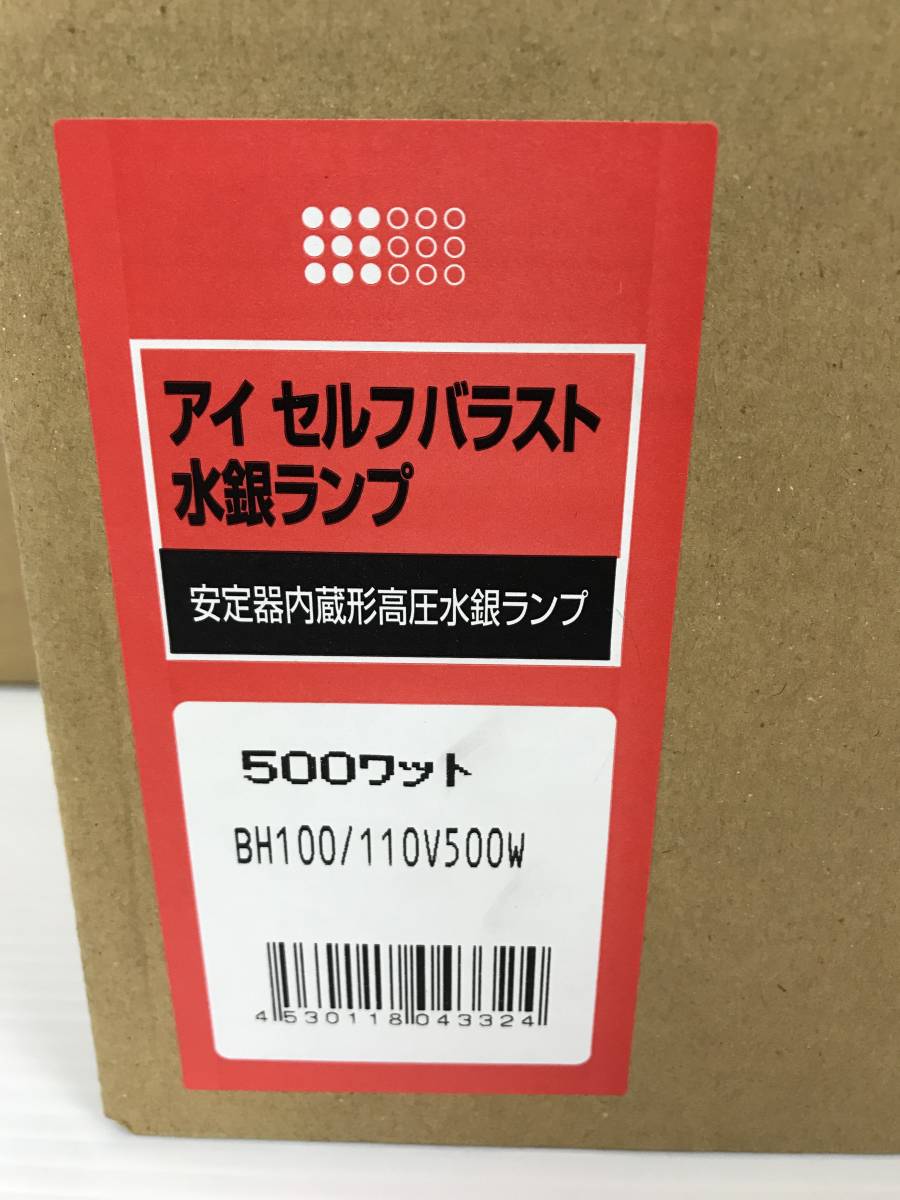 アイ セルフバラスト
水銀ランプ
安定器内蔵形高圧水銀ランプ
500ワット
BH100/110V500W
4530118043324